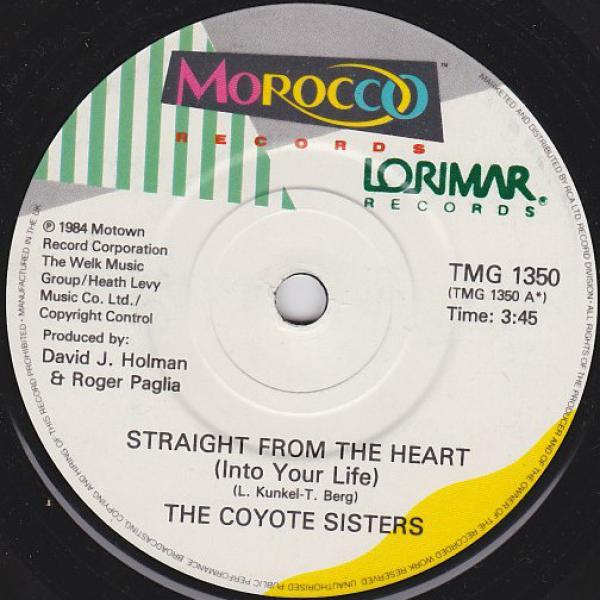 MOROCCO™
RECORDS
LORIMAR®
RECORDS
℗ 1984 Motown
Record Corporation
The Welk Music
Group/Heath Levy
Music Co. Ltd./
Copyright Control
Produced by:
David J. Holman
& Roger Paglia
TMG 1350
(TMG 1350 A*)
Time: 3:45
STRAIGHT FROM THE HEART
(Into Your Life)
(L. Kunkel-T. Berg)
THE COYOTE SISTERS
MARKETED AND DISTRIBUTED BY RCA LTD. RECORD DIVISION · ALL RIGHTS OF THE PRODUCER AND OF THE OWNER OF THE RECORDED WORK RESERVED UNAUTHORISED PUBLIC PERFORMANCE BROADCASTING, COPYING AND HIRING OF THIS RECORD PROHIBITED · MANUFACTURED IN THE UK